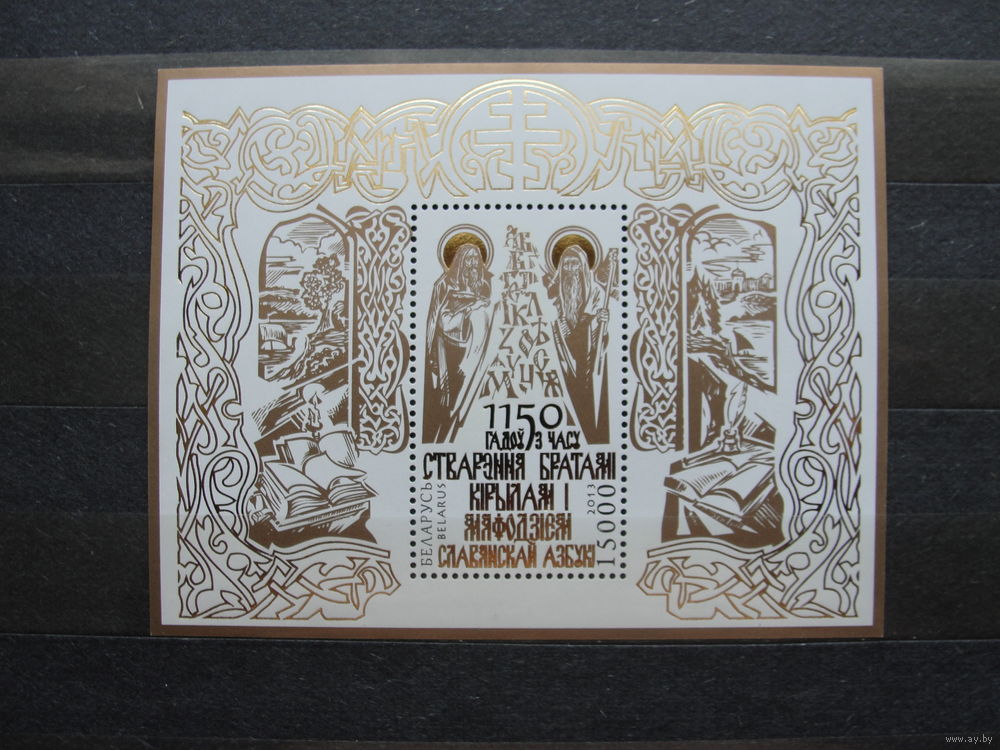 1150
ГАДОЎ З ЧАСУ
СТВАРЭННЯ БРАТАМІ
КІРЫЛАМ І
МЯФОДЗІЕМ
СЛАВЯНСКАЙ АЗБУКІ
БЕЛАРУСЬ
BELARUS
2013
15000
www.ay.by